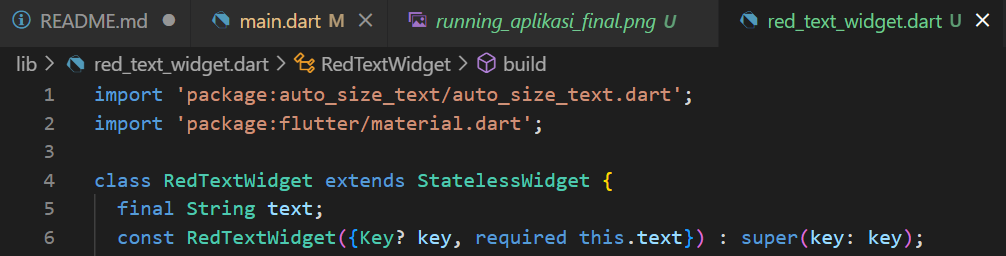 README.md
main.dart M
running_aplikasi_final.png U
red_text_widget.dart U
lib > red_text_widget.dart > RedTextWidget > build
1 import 'package:auto_size_text/auto_size_text.dart';
2 import 'package:flutter/material.dart';
3
4 class RedTextWidget extends StatelessWidget {
5 final String text;
6 const RedTextWidget({Key? key, required this.text}) : super(key: key);